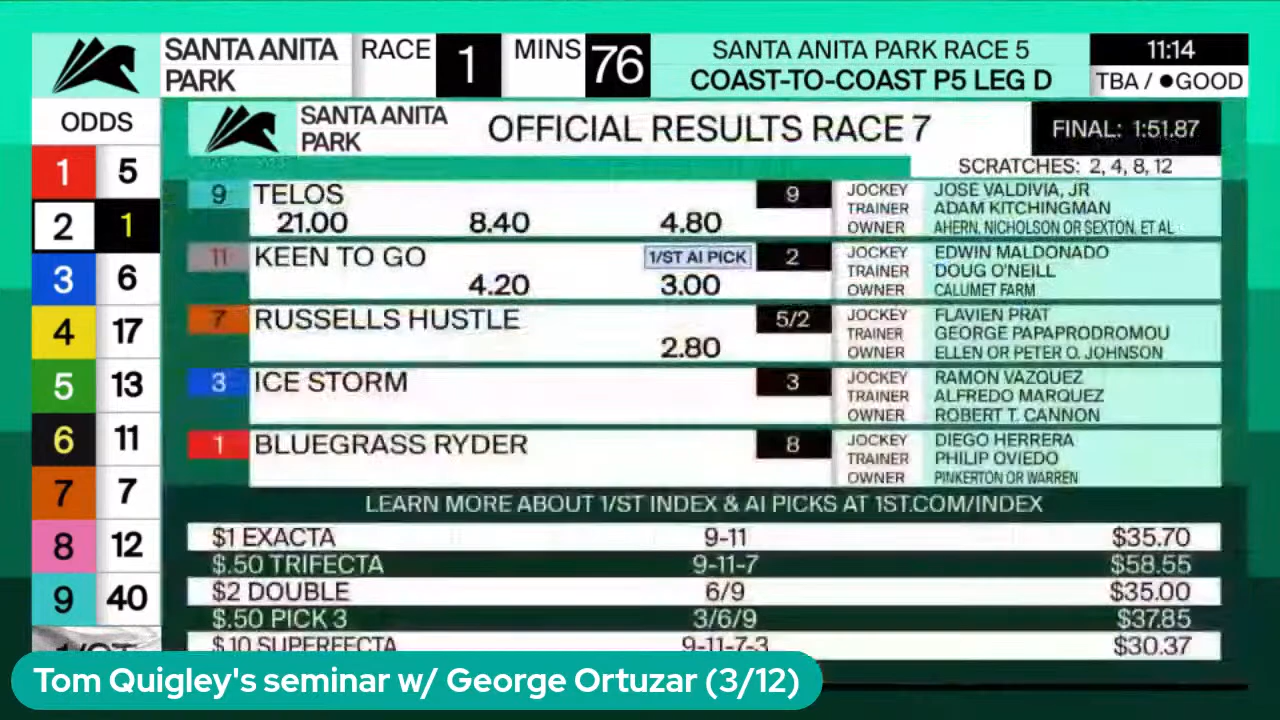 SANTA ANITA PARK
RACE 1
MINS 76
SANTA ANITA PARK RACE 5
COAST-TO-COAST P5 LEG D
11:14
TBA / ●GOOD
ODDS
1 5
2 1
3 6
4 17
5 13
6 11
7 7
8 12
9 40
SANTA ANITA PARK
OFFICIAL RESULTS RACE 7
FINAL: 1:51.87
SCRATCHES: 2, 4, 8, 12
9 TELOS 9
21.00 8.40 4.80
JOCKEY JOSE VALDIVIA, JR
TRAINER ADAM KITCHINGMAN
OWNER AHERN, NICHOLSON OR SEXTON, ET AL
11 KEEN TO GO 1/ST AI PICK 2
4.20 3.00
JOCKEY EDWIN MALDONADO
TRAINER DOUG O'NEILL
OWNER CALUMET FARM
7 RUSSELLS HUSTLE 5/2
2.80
JOCKEY FLAVIEN PRAT
TRAINER GEORGE PAPAPRODROMOU
OWNER ELLEN OR PETER O. JOHNSON
3 ICE STORM 3
JOCKEY RAMON VAZQUEZ
TRAINER ALFREDO MARQUEZ
OWNER ROBERT T. CANNON
1 BLUEGRASS RYDER 8
JOCKEY DIEGO HERRERA
TRAINER PHILIP OVIEDO
OWNER PINKERTON OR WARREN
LEARN MORE ABOUT 1/ST INDEX & AI PICKS AT 1ST.COM/INDEX
$1 EXACTA 9-11 $35.70
$.50 TRIFECTA 9-11-7 $58.55
$2 DOUBLE 6/9 $35.00
$.50 PICK 3 3/6/9 $37.85
$.10 SUPERFECTA 9-11-7-3 $30.37
Tom Quigley's seminar w/ George Ortuzar (3/12)